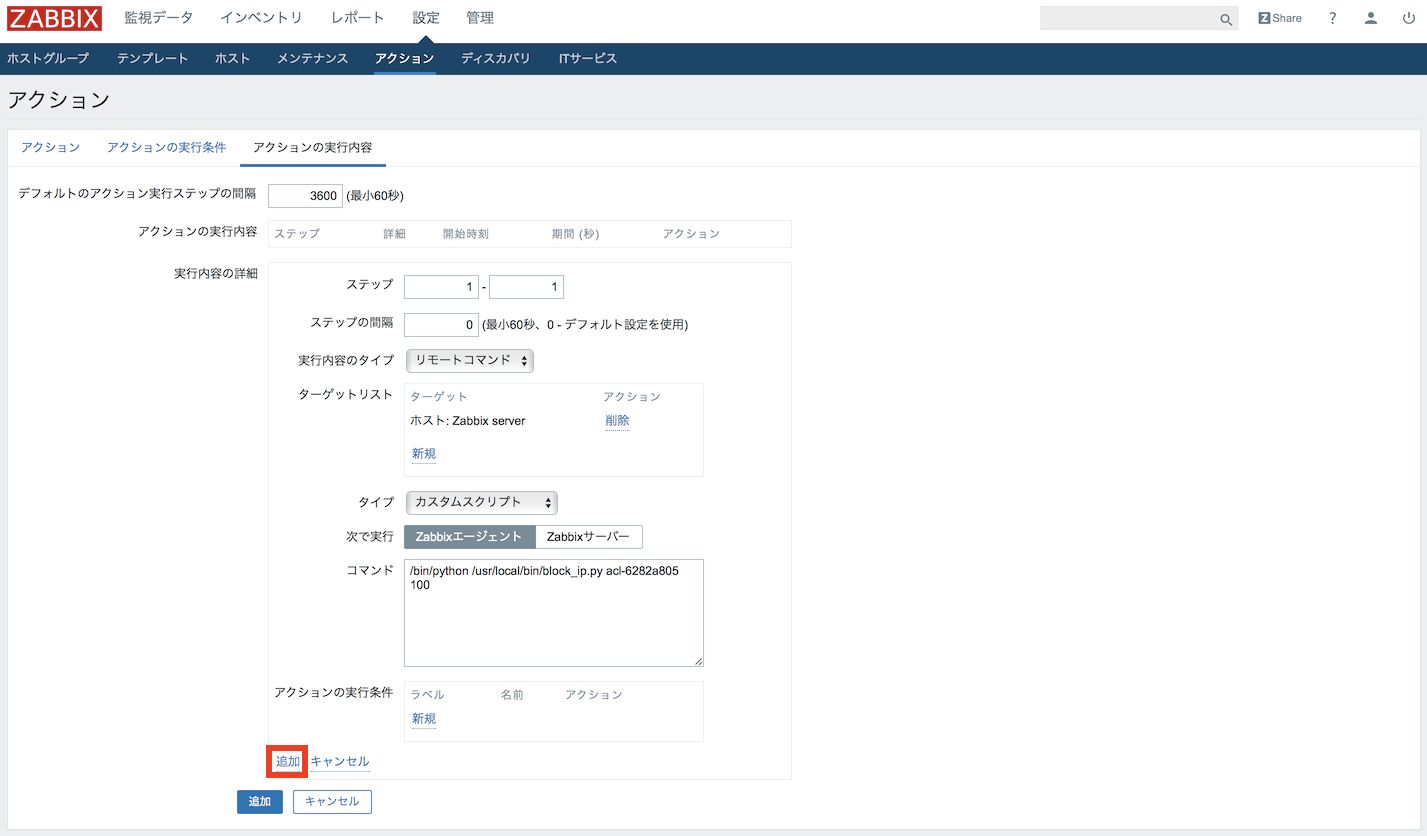 ZABBIX 監視データ インベントリ レポート 設定 管理 Z Share ?
ホストグループ テンプレート ホスト メンテナンス アクション ディスカバリ ITサービス
アクション
アクション アクションの実行条件 アクションの実行内容
デフォルトのアクション実行ステップの間隔 3600 (最小60秒)
アクションの実行内容 ステップ 詳細 開始時刻 期間 (秒) アクション
実行内容の詳細
ステップ 1 - 1
ステップの間隔 0 (最小60秒、0 - デフォルト設定を使用)
実行内容のタイプ リモートコマンド
ターゲットリスト ターゲット アクション
ホスト: Zabbix server 削除
新規
タイプ カスタムスクリプト
次で実行 Zabbixエージェント Zabbixサーバー
コマンド /bin/python /usr/local/bin/block_ip.py acl-6282a805
100
アクションの実行条件 ラベル 名前 アクション
新規
追加 キャンセル
追加 キャンセル